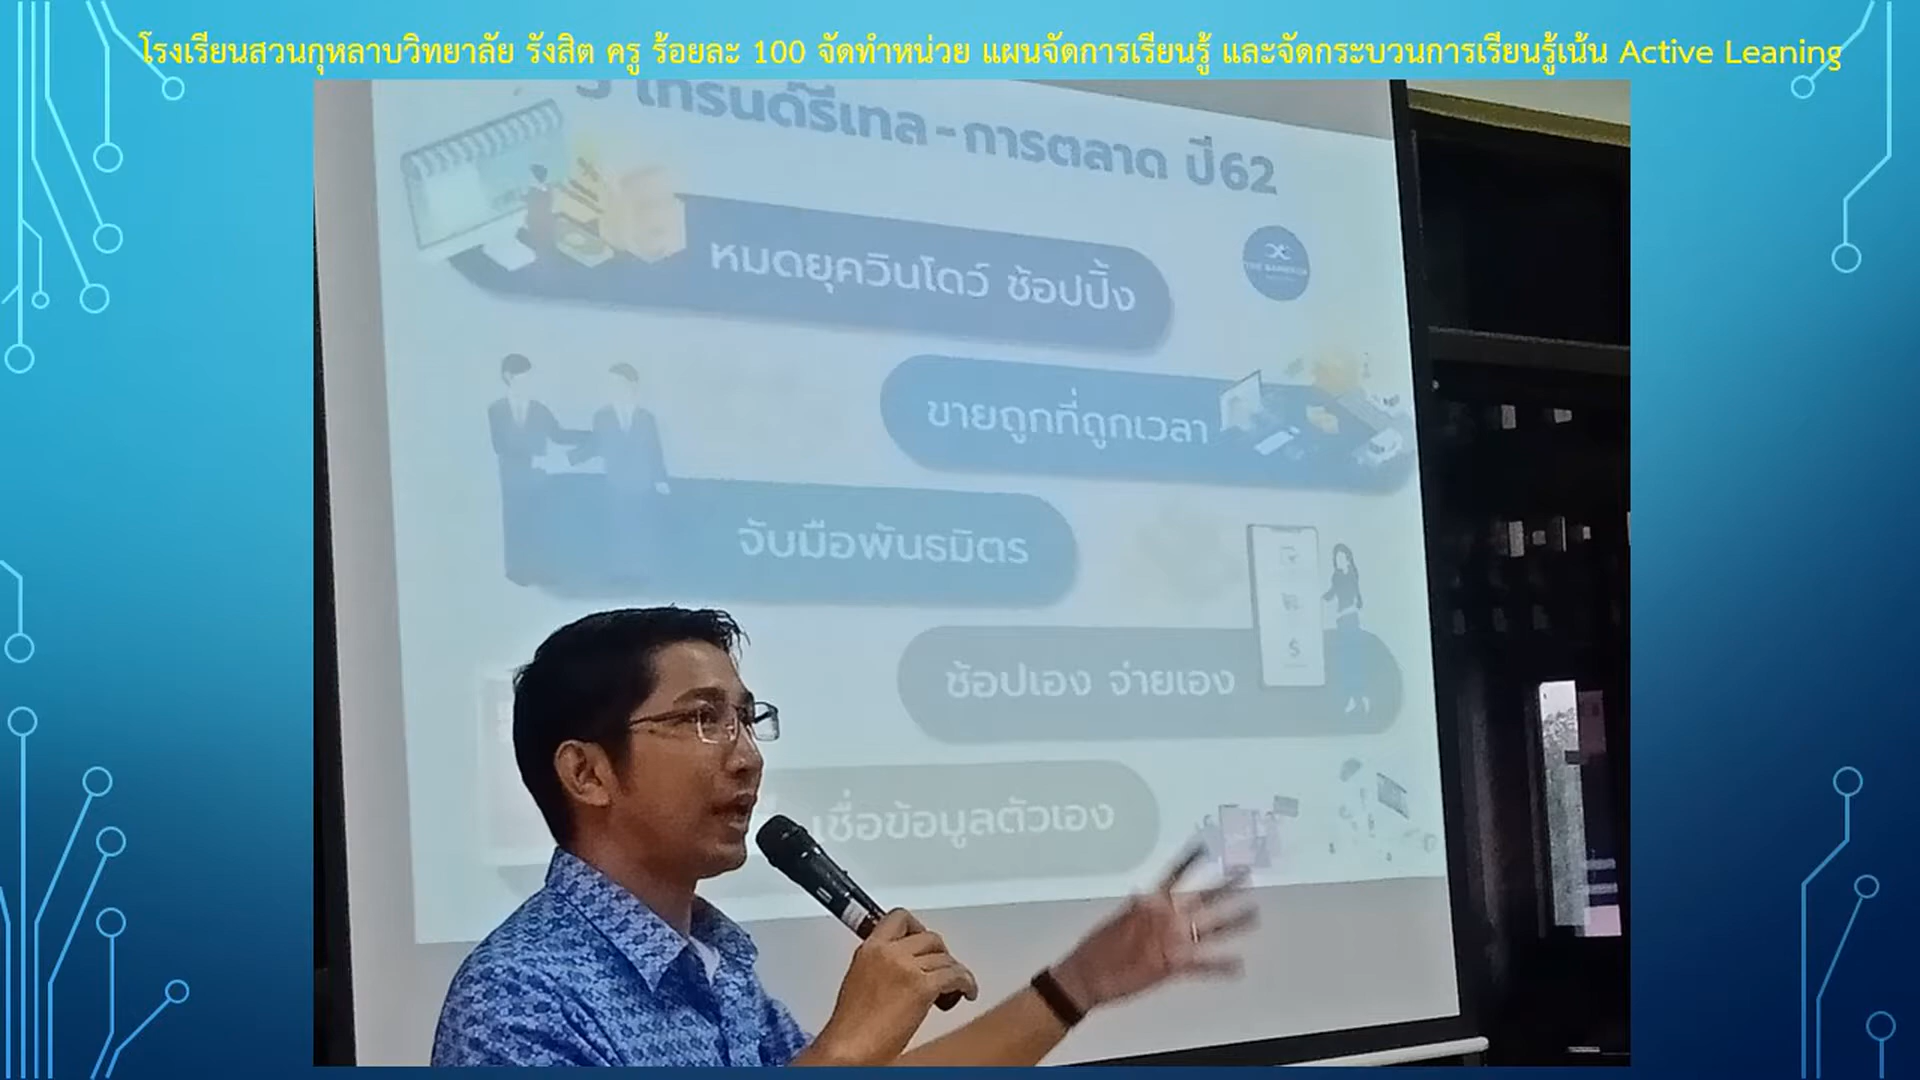 โรงเรียนสวนกุหลาบวิทยาลัย รังสิต ครู ร้อยละ 100 จัดทำหน่วย แผนจัดการเรียนรู้ และจัดกระบวนการเรียนรู้เน้น Active Leaning
5 เทรนด์รีเทล-การตลาด ปี62
หมดยุควินโดว์ ช้อปปิ้ง
ขายถูกที่ถูกเวลา
จับมือพันธมิตร
ช้อปเอง จ่ายเอง
เชื่อข้อมูลตัวเอง